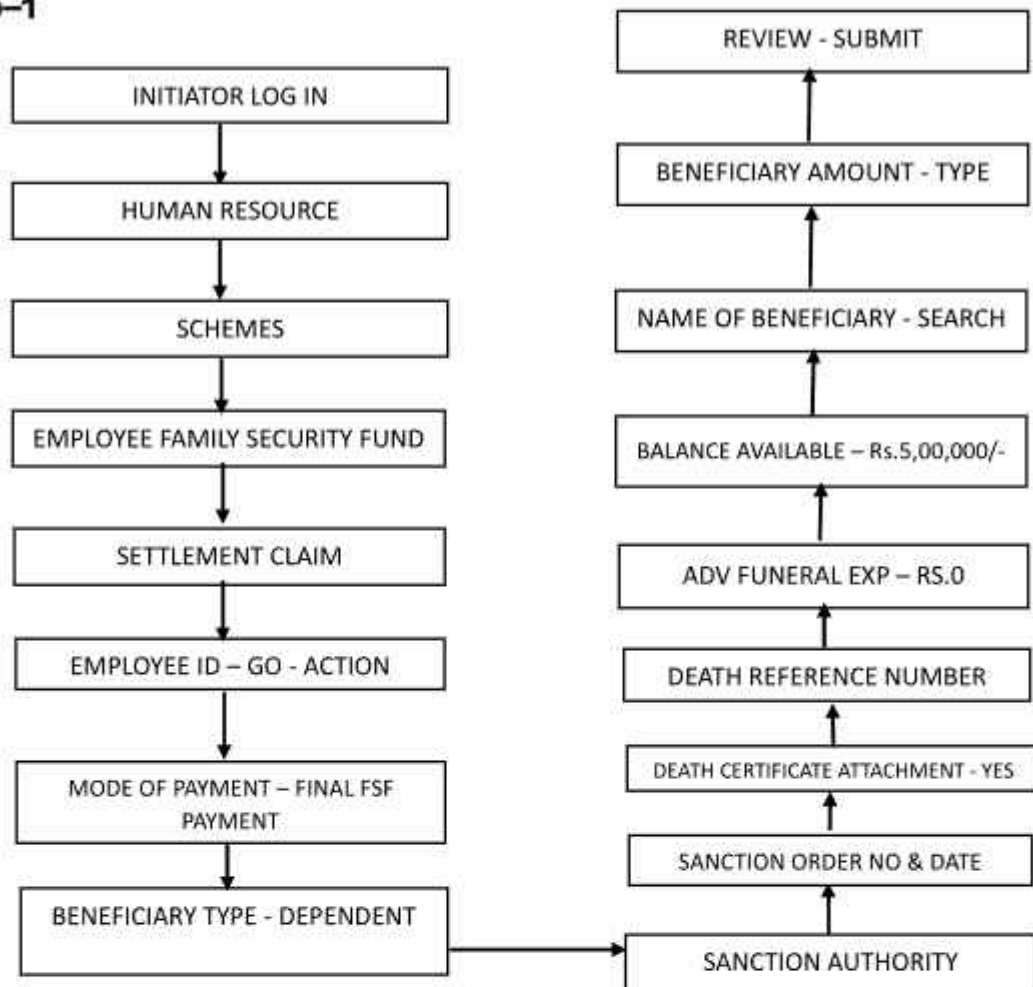 INITIATOR LOG IN
HUMAN RESOURCE
SCHEMES
EMPLOYEE FAMILY SECURITY FUND
SETTLEMENT CLAIM
EMPLOYEE ID – GO - ACTION
MODE OF PAYMENT – FINAL FSF
PAYMENT
BENEFICIARY TYPE - DEPENDENT
SANCTION AUTHORITY
SANCTION ORDER NO & DATE
DEATH CERTIFICATE ATTACHMENT - YES
DEATH REFERENCE NUMBER
ADV FUNERAL EXP – RS.0
BALANCE AVAILABLE – Rs.5,00,000/-
NAME OF BENEFICIARY - SEARCH
BENEFICIARY AMOUNT - TYPE
REVIEW - SUBMIT